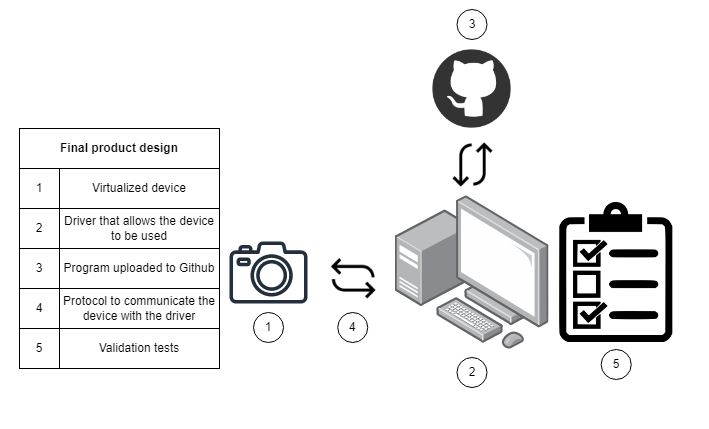 3
Final product design
1 Virtualized device
2 Driver that allows the device
to be used
3 Program uploaded to Github
4 Protocol to communicate the
device with the driver
5 Validation tests
1
4
2
5